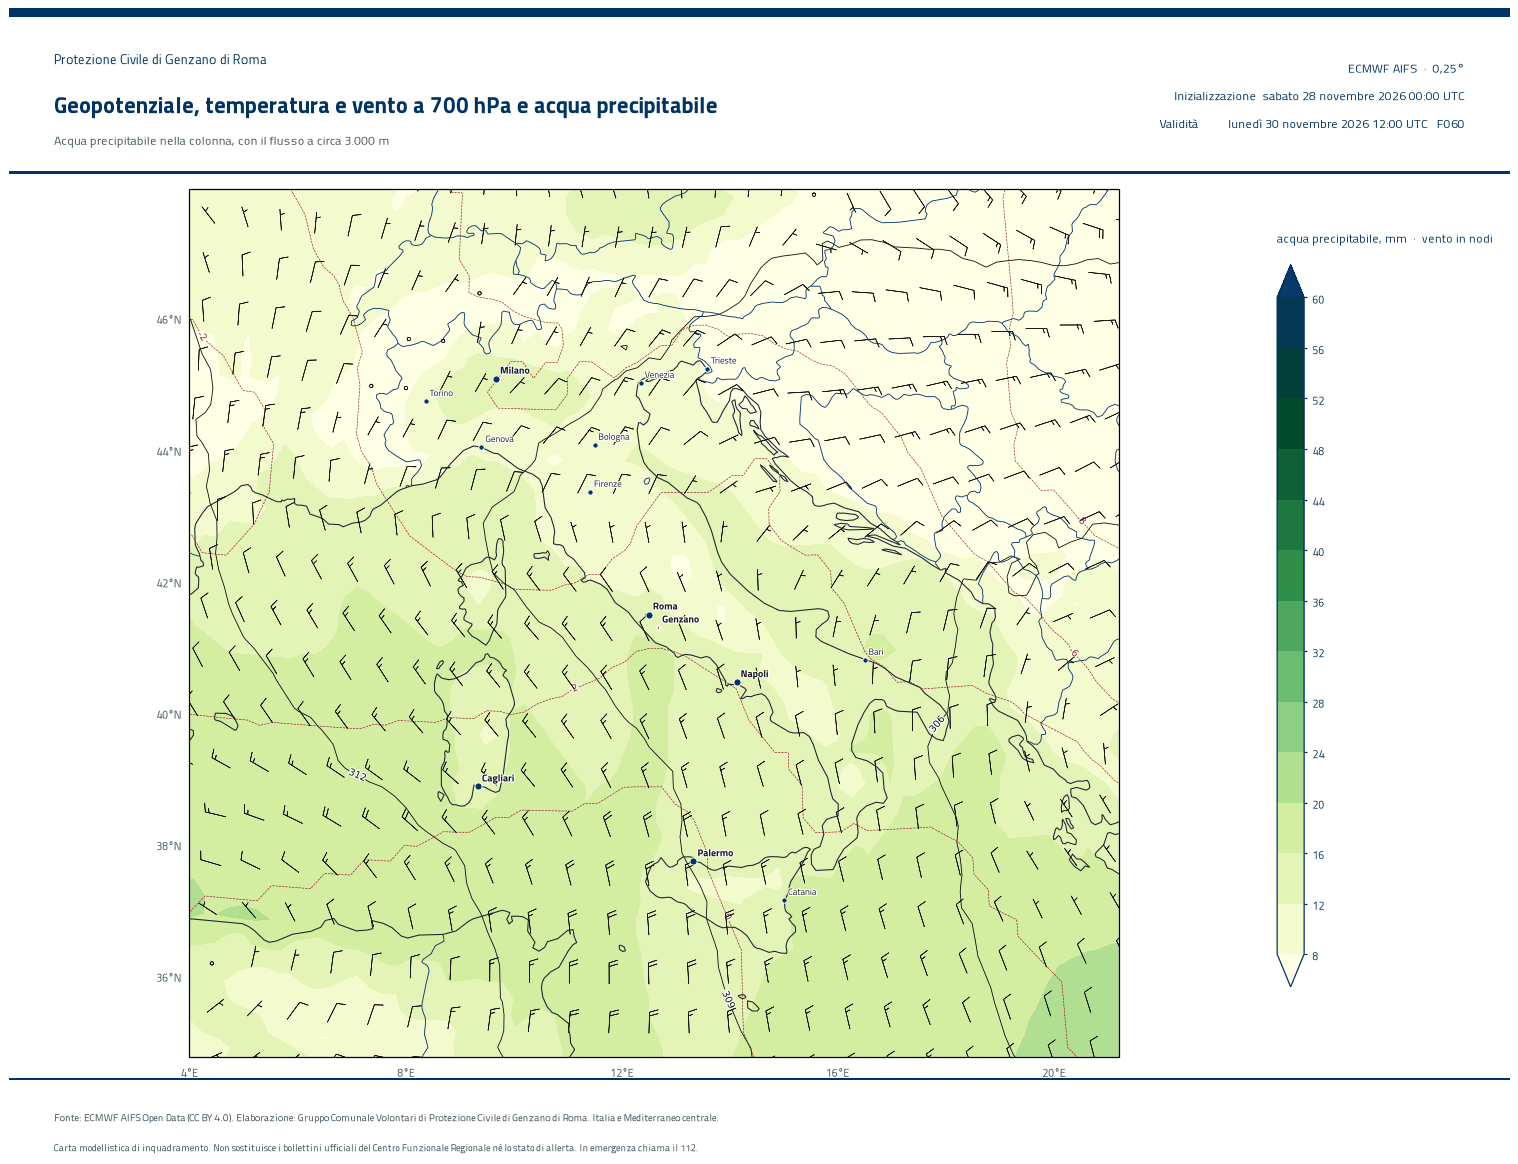 Protezione Civile di Genzano di Roma
Geopotenziale, temperatura e vento a 700 hPa e acqua precipitabile
Acqua precipitabile nella colonna, con il flusso a circa 3.000 m
ECMWF AIFS · 0,25°
Inizializzazione sabato 28 novembre 2026 00:00 UTC
Validità lunedì 30 novembre 2026 12:00 UTC F060
acqua precipitabile, mm · vento in nodi
60
56
52
48
44
40
36
32
28
24
20
16
12
8
46°N
44°N
42°N
40°N
38°N
36°N
4°E
8°E
12°E
16°E
20°E
Milano
Torino
Venezia
Trieste
Genova
Bologna
Firenze
Roma
Genzano
Napoli
Bari
Cagliari
Palermo
Catania
312
309
306
Fonte: ECMWF AIFS Open Data (CC BY 4.0). Elaborazione: Gruppo Comunale Volontari di Protezione Civile di Genzano di Roma. Italia e Mediterraneo centrale.
Carta modellistica di inquadramento. Non sostituisce i bollettini ufficiali del Centro Funzionale Regionale né lo stato di allerta. In emergenza chiama il 112.